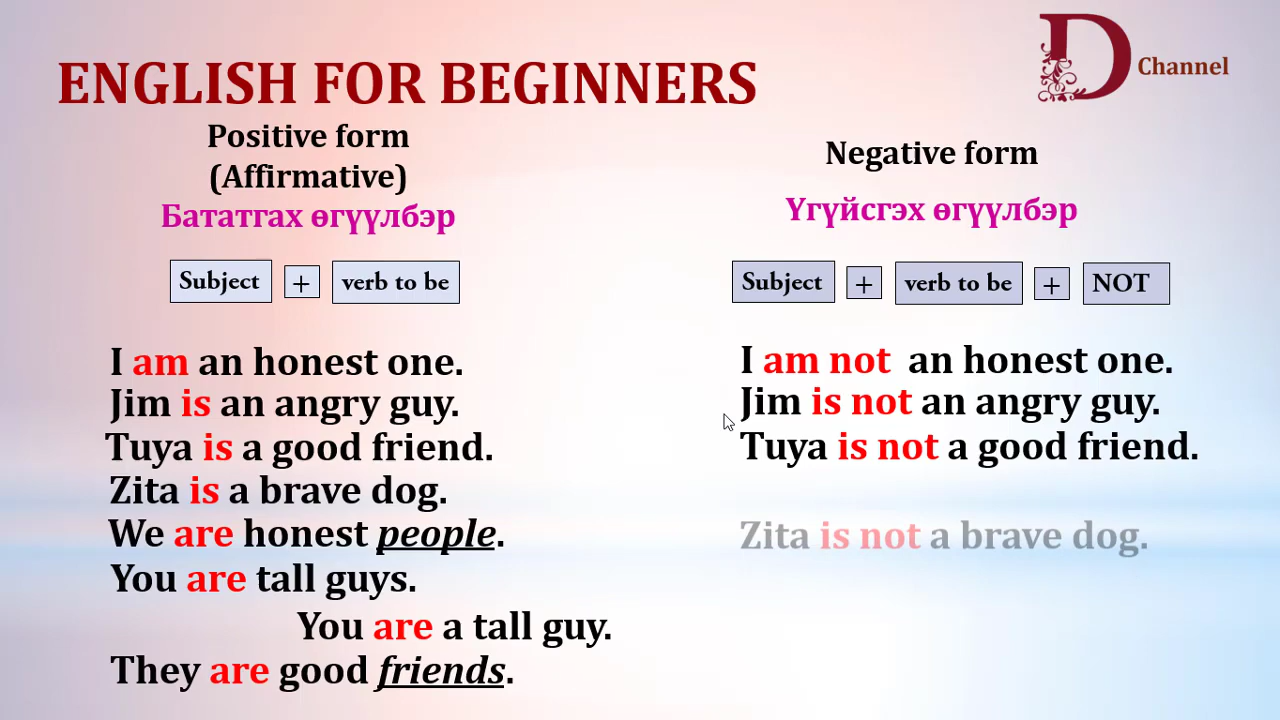 ENGLISH FOR BEGINNERS
D Channel
Positive form
(Affirmative)
Бататгах өгүүлбэр
Subject + verb to be
I am an honest one.
Jim is an angry guy.
Tuya is a good friend.
Zita is a brave dog.
We are honest people.
You are tall guys.
You are a tall guy.
They are good friends.
Negative form
Үгүйсгэх өгүүлбэр
Subject + verb to be + NOT
I am not an honest one.
Jim is not an angry guy.
Tuya is not a good friend.
Zita is not a brave dog.